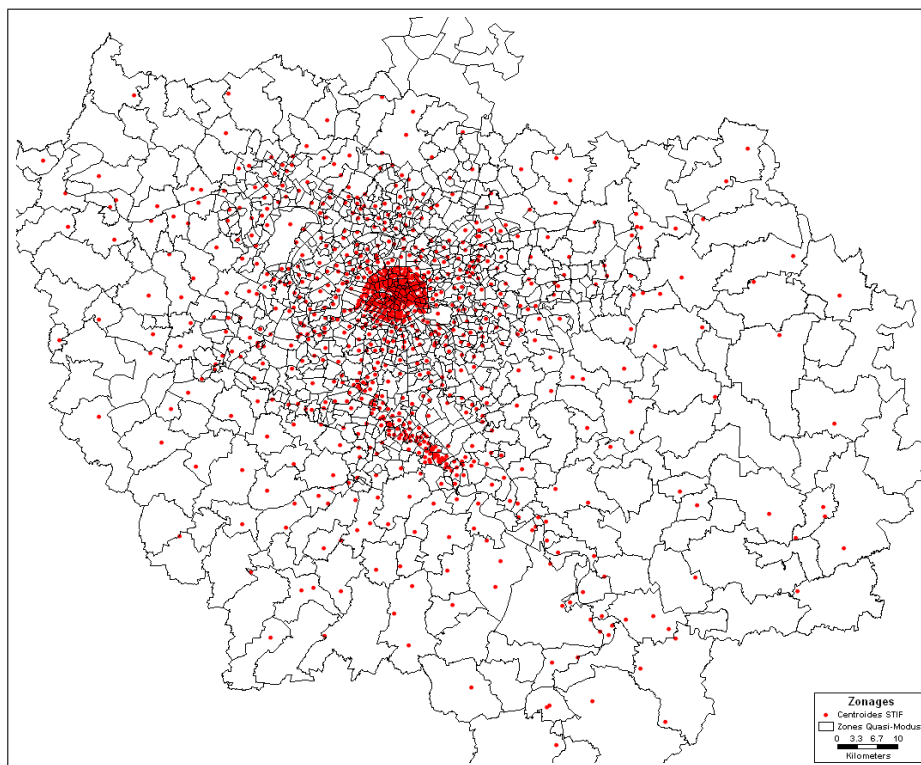 Zonages
Centroides STIF
Zones Quasi-Modus
0 3.3 6.7 10
Kilometers